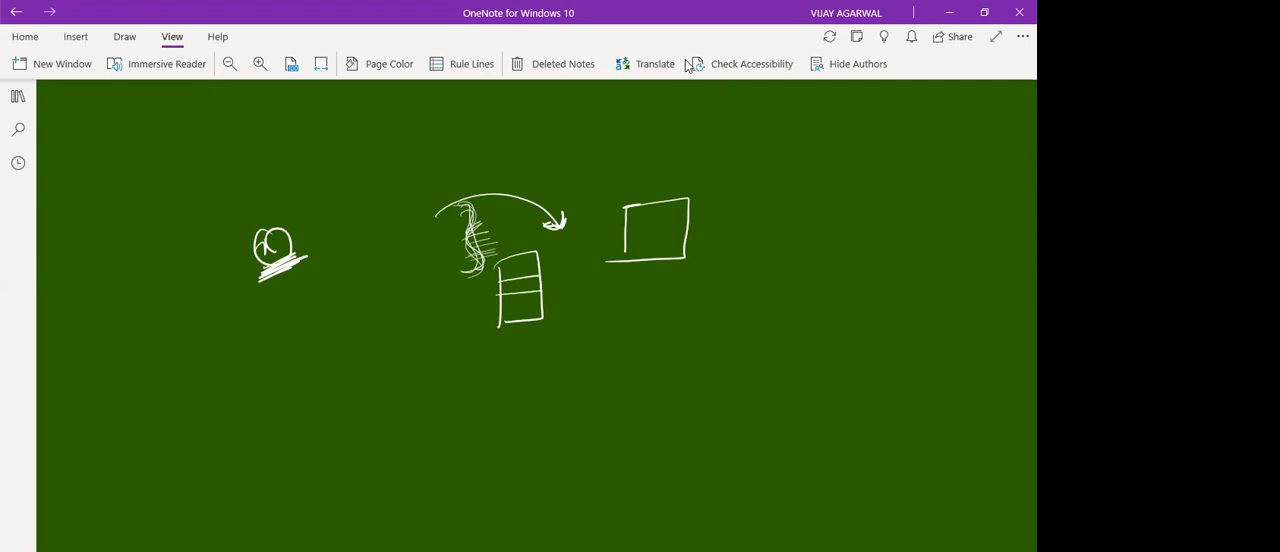 OneNote for Windows 10 VIJAY AGARWAL
Home Insert Draw View Help Share
New Window Immersive Reader Page Color Rule Lines Deleted Notes Translate Check Accessibility Hide Authors